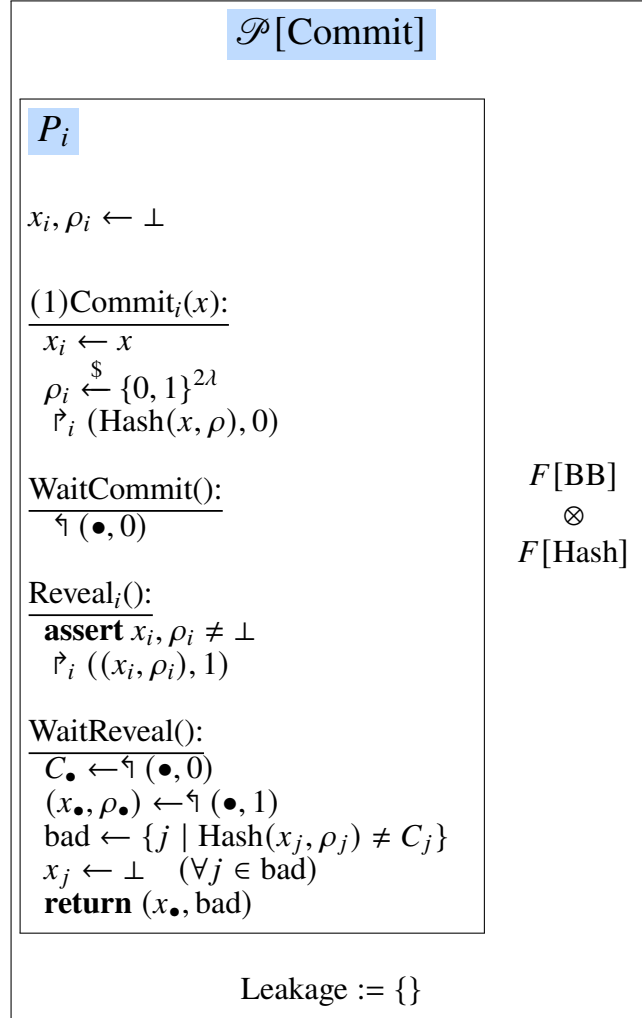 𝒫[Commit]
P_i
x_i, ρ_i ← ⊥
(1)Commit_i(x):
x_i ← x
ρ_i ←$ {0, 1}^{2λ}
↱_i (Hash(x, ρ), 0)
WaitCommit():
↰ (•, 0)
Reveal_i():
assert x_i, ρ_i ≠ ⊥
↱_i ((x_i, ρ_i), 1)
WaitReveal():
C_• ← ↰ (•, 0)
(x_•, ρ_•) ← ↰ (•, 1)
bad ← {j | Hash(x_j, ρ_j) ≠ C_j}
x_j ← ⊥ (∀j ∈ bad)
return (x_•, bad)
F[BB]
⊗
F[Hash]
Leakage := {}